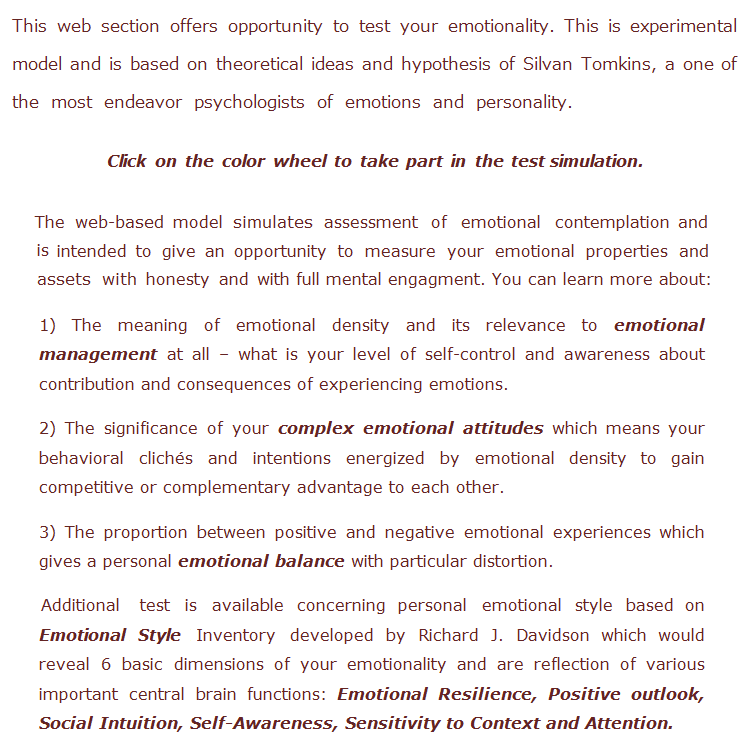 This web section offers opportunity to test your emotionality. This is experimental
model and is based on theoretical ideas and hypothesis of Silvan Tomkins, a one of
the most endeavor psychologists of emotions and personality.
Click on the color wheel to take part in the test simulation.
The web-based model simulates assessment of emotional contemplation and
is intended to give an opportunity to measure your emotional properties and
assets with honesty and with full mental engagment. You can learn more about:
1) The meaning of emotional density and its relevance to emotional
management at all – what is your level of self-control and awareness about
contribution and consequences of experiencing emotions.
2) The significance of your complex emotional attitudes which means your
behavioral clichés and intentions energized by emotional density to gain
competitive or complementary advantage to each other.
3) The proportion between positive and negative emotional experiences which
gives a personal emotional balance with particular distortion.
Additional test is available concerning personal emotional style based on
Emotional Style Inventory developed by Richard J. Davidson which would
reveal 6 basic dimensions of your emotionality and are reflection of various
important central brain functions: Emotional Resilience, Positive outlook,
Social Intuition, Self-Awareness, Sensitivity to Context and Attention.